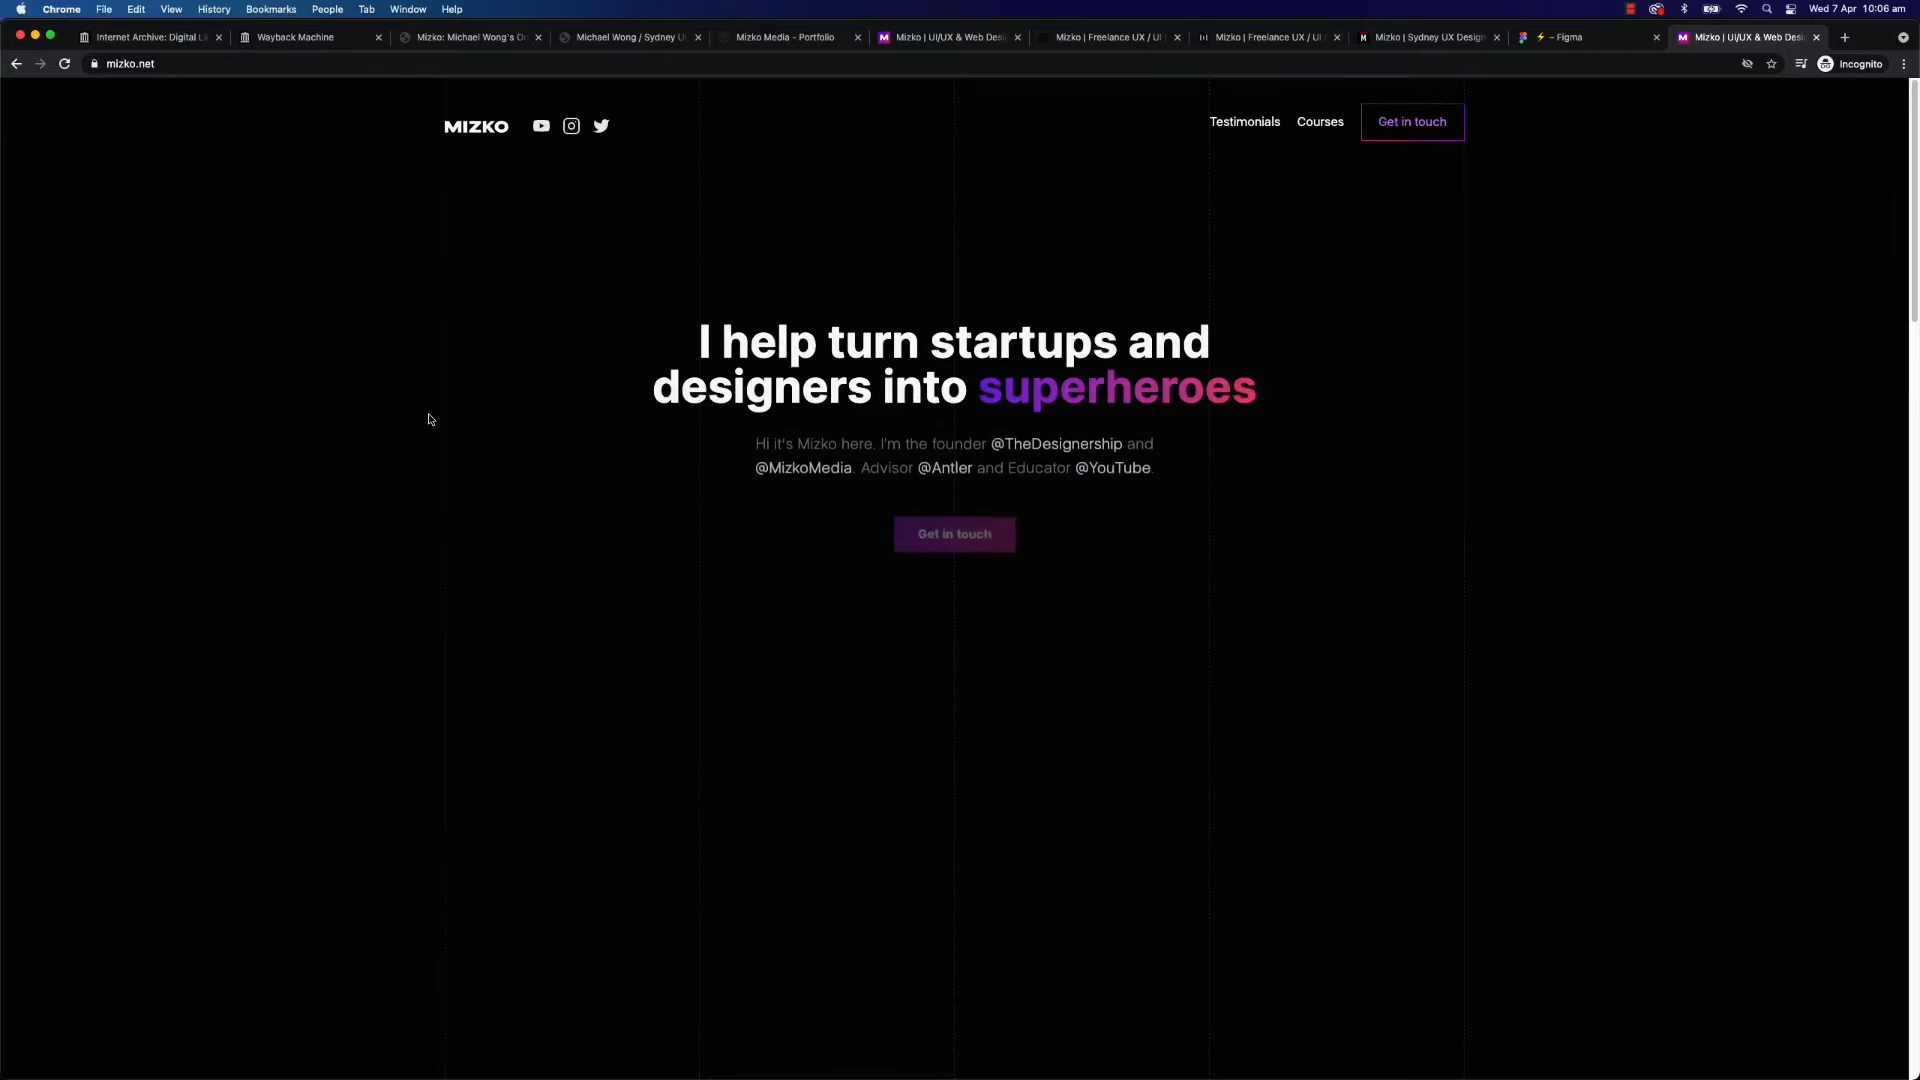 Chrome File Edit View History Bookmarks People Tab Window Help Wed 7 Apr 10:06 am
Internet Archive: Digital Li Wayback Machine Mizko: Michael Wong's On Michael Wong / Sydney UI Mizko Media - Portfolio Mizko | UI/UX & Web Desi Mizko | Freelance UX / UI Mizko | Freelance UX / UI Mizko | Sydney UX Design ⚡ – Figma Mizko | UI/UX & Web Desi
mizko.net Incognito
MIZKO Testimonials Courses Get in touch
I help turn startups and
designers into superheroes
Hi it's Mizko here. I'm the founder @TheDesignership and
@MizkoMedia. Advisor @Antler and Educator @YouTube.
Get in touch